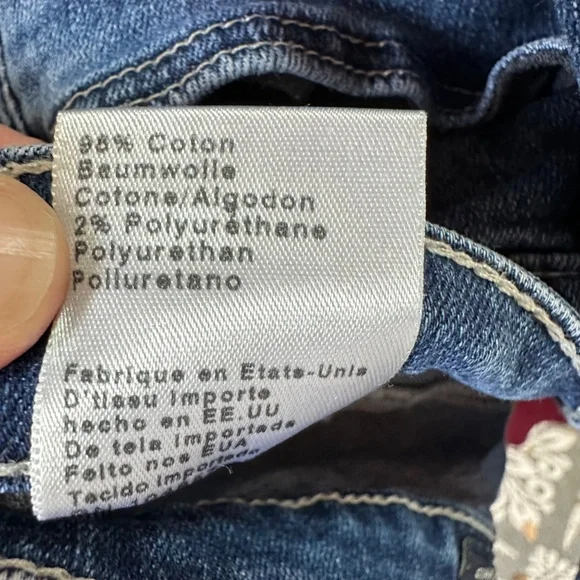 98% Coton
Baumwolle
Cotone/Algodon
2% Polyuréthane
Polyurethan
Poliuretano
Fabrique en Etats-Unis
D'tissu importe
hecho en EE.UU
De tela importada
Feito nos EUA
Tecido Importado